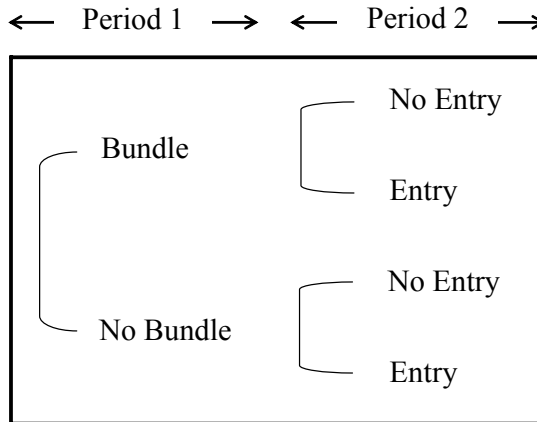 Period 1 Period 2
No Entry
Bundle
Entry
No Entry
No Bundle
Entry